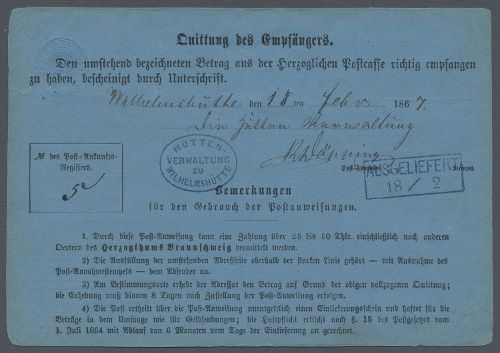 Quittung des Empfängers.
Den umstehend bezeichneten Betrag aus der Herzoglichen Postcasse richtig empfangen
zu haben, bescheinigt durch Unterschrift.
Wilhelmshütte den 18 ten Febr. 1867.
Die Hütten Verwaltung
№ des Post-Ankunfts-
Registers.
HÜTTEN-
VERWALTUNG
ZU
WILHELMSHÜTTE
AUSGELIEFERT
18 / 2
Bemerkungen
für den Gebrauch der Postanweisungen.
1. Durch diese Post-Anweisung kann eine Zahlung über 25 bis 50 Thlr. einschließlich nach anderen
Oertern des Herzogthums Braunschweig vermittelt werden.
2) Die Ausfüllung der umstehenden Adreßseite oberhalb der starken Linie gehört — mit Ausnahme des
Post-Annahmestempels — dem Absender an.
3) Am Bestimmungsorte erhebt der Adressat den Betrag auf Grund der obigen vollzogenen Quittung;
die Erhebung muß binnen 8 Tagen nach Zustellung der Post-Anweisung erfolgen.
4) Die Post ertheilt über die Post-Anweisung unentgeltlich einen Einlieferungsschein und haftet für die
Beträge in dem Umfange wie für Geldsendungen; die Haftpflicht erlischt nach §. 15 des Postgesetzes vom
1. Juli 1864 mit Ablauf von 6 Monaten vom Tage der Einlieferung an gerechnet.